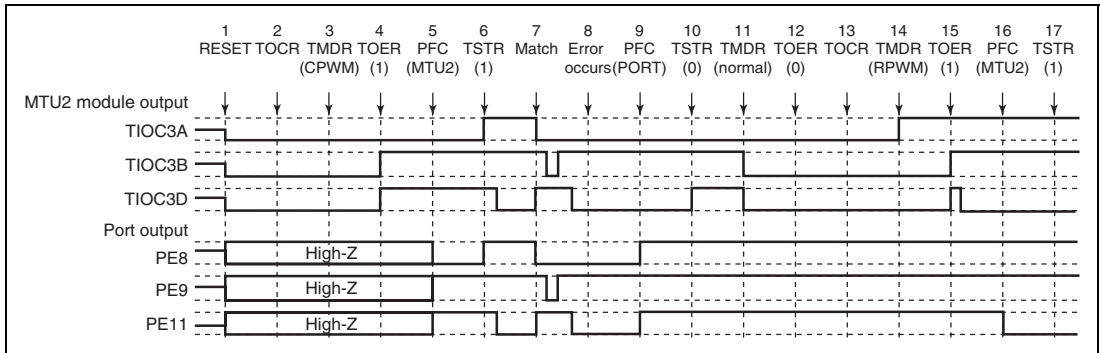 1 2 3 4 5 6 7 8 9 10 11 12 13 14 15 16 17
RESET TOCR TMDR TOER PFC TSTR Match Error PFC TSTR TMDR TOER TOCR TMDR TOER PFC TSTR
(CPWM) (1) (MTU2) (1) occurs (PORT) (0) (normal) (0) (RPWM) (1) (MTU2) (1)
MTU2 module output
TIOC3A
TIOC3B
TIOC3D
Port output
PE8 High-Z
PE9 High-Z
PE11 High-Z